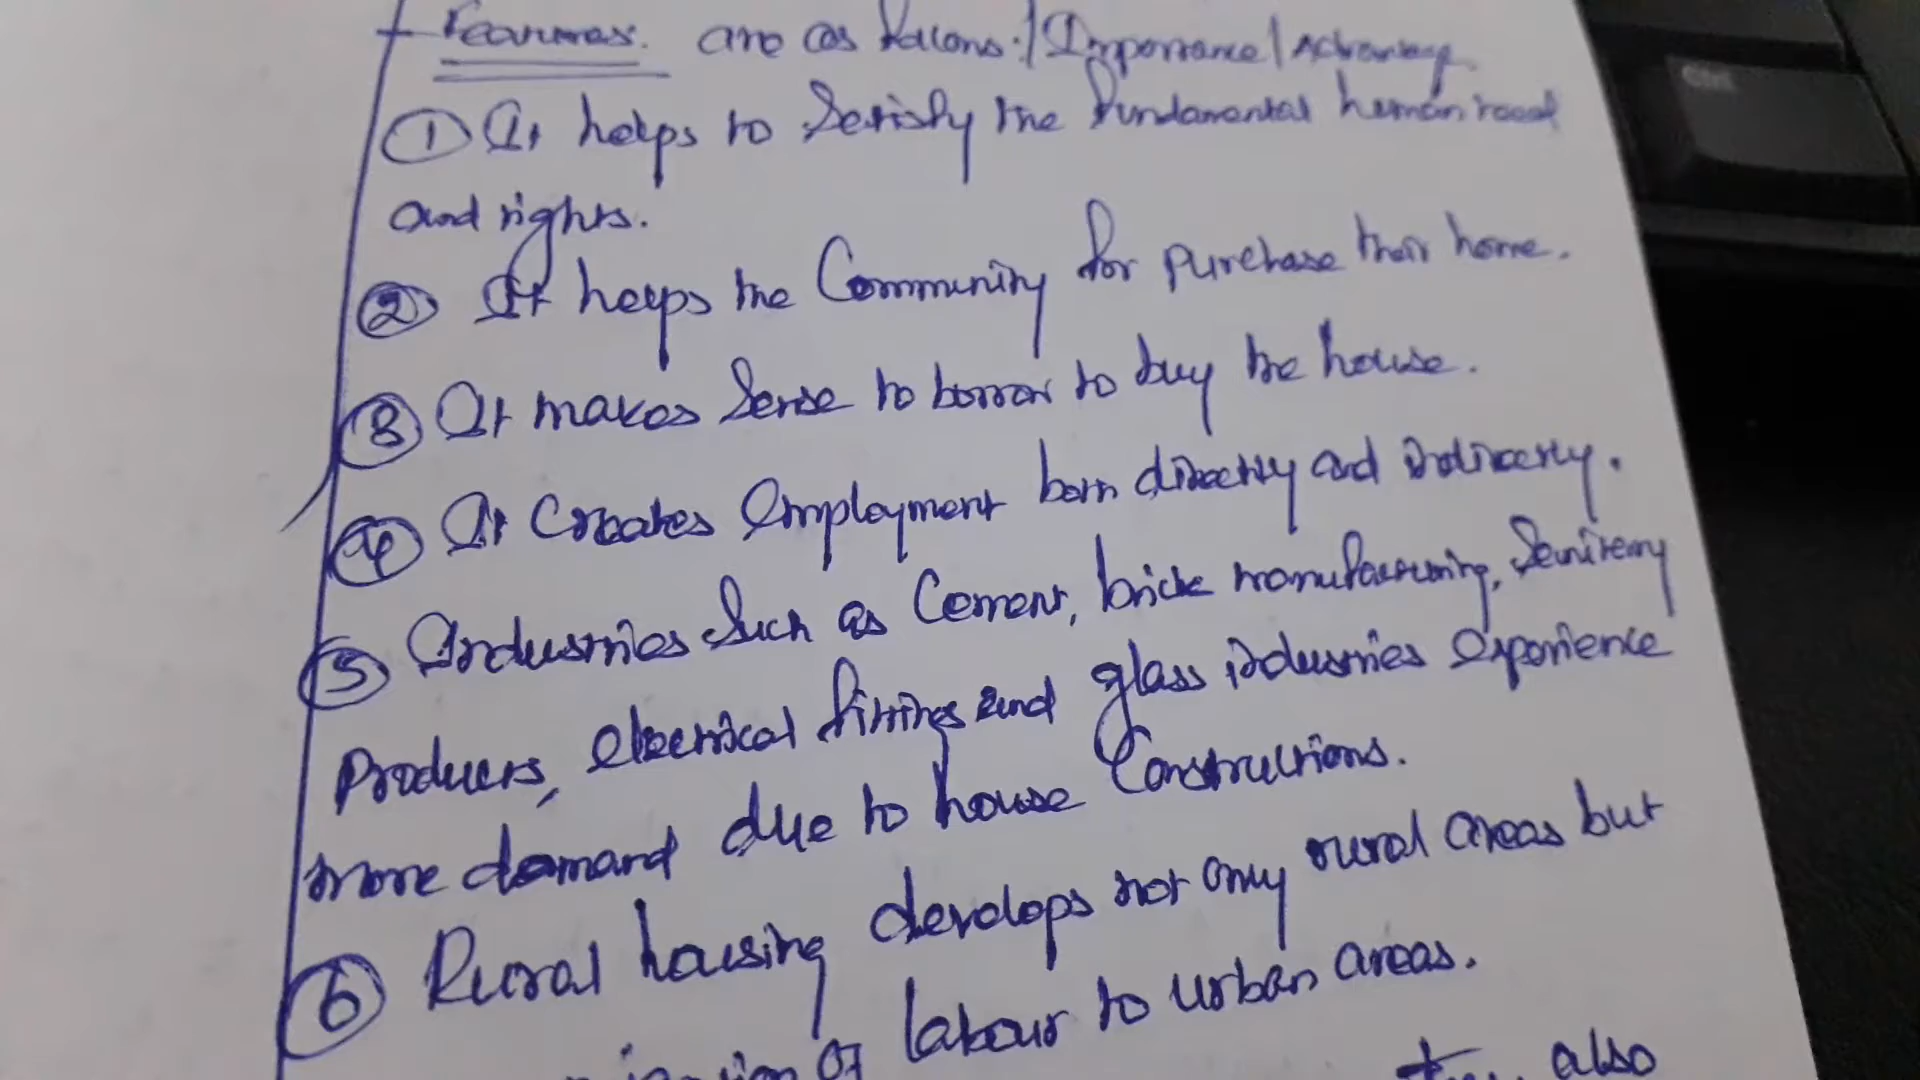 Features. are as follows:/Importance/Advantage
① It helps to Satisfy the fundamental human need
and rights.
② It helps the Community for purchase their home.
③ It makes Sense to borrow to buy the house.
④ It Creates Employment both directly and indirectly.
⑤ Industries Such as Cement, brick manufacturing, Sanitary
Producers, electrical fittings and glass industries experience
more demand due to house Constructions.
⑥ Rural housing develops not only rural areas but
of labour to urban areas.
also